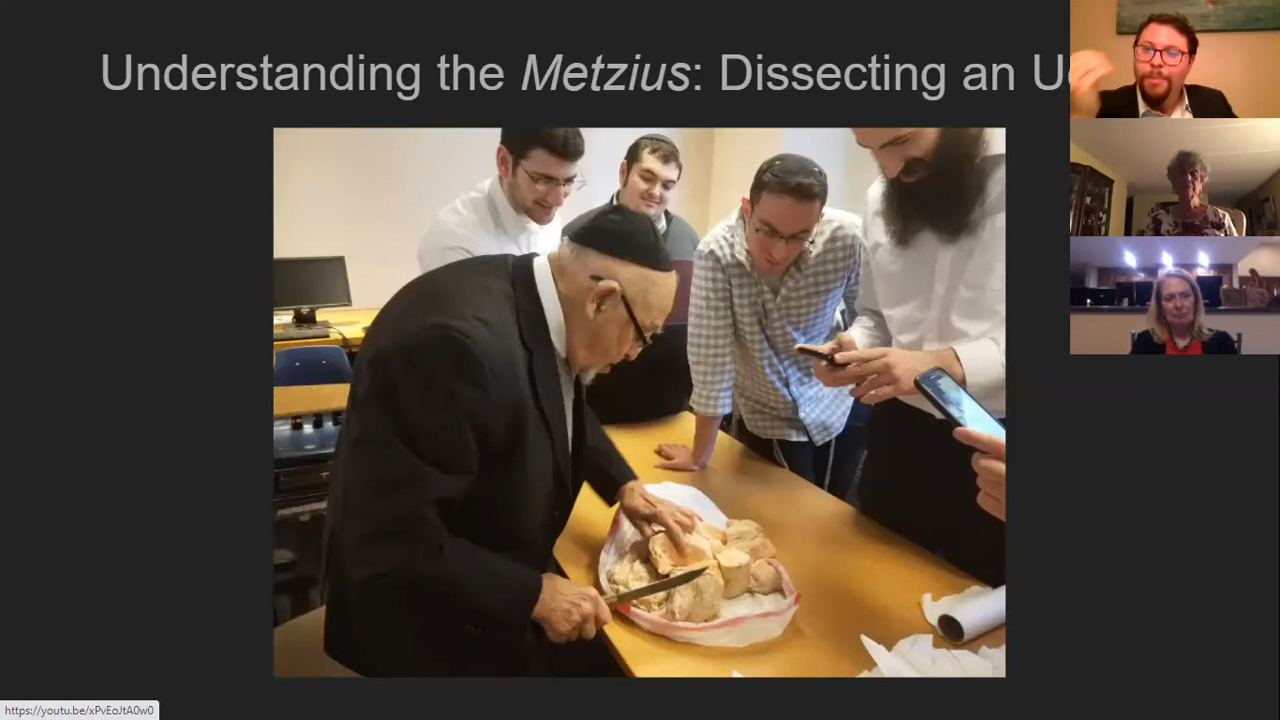 Understanding the Metzius: Dissecting an
https://youtu.be/xPvEoJtA0w0